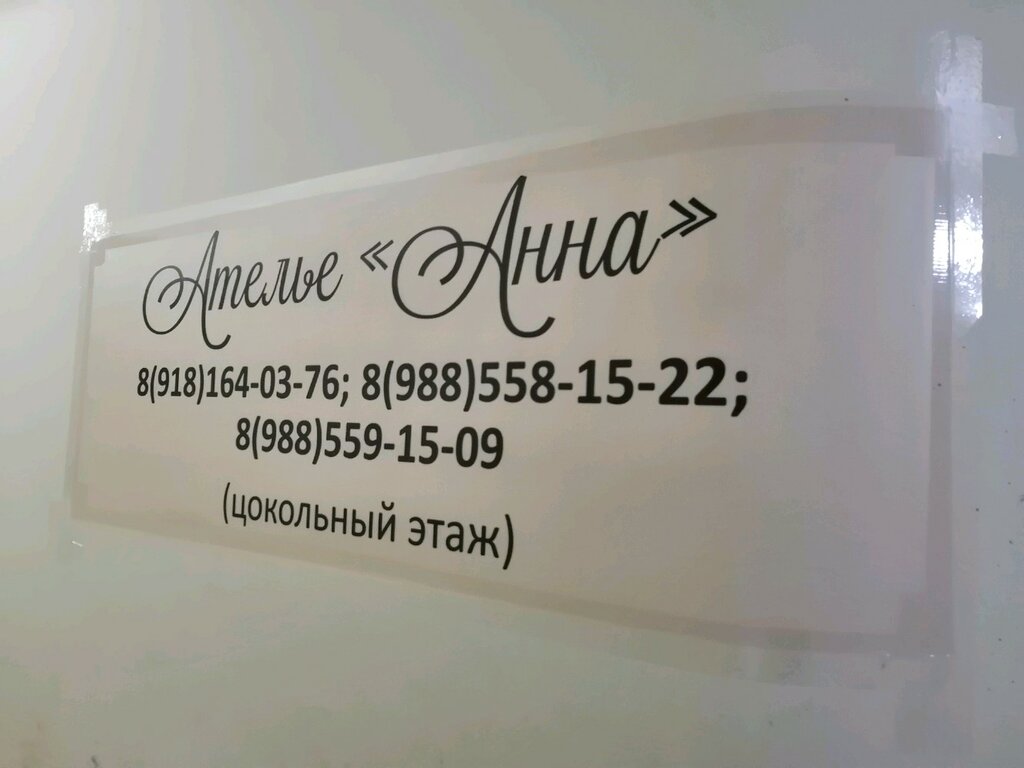 Ателье «Анна»
8(918)164-03-76; 8(988)558-15-22;
8(988)559-15-09
(цокольный этаж)